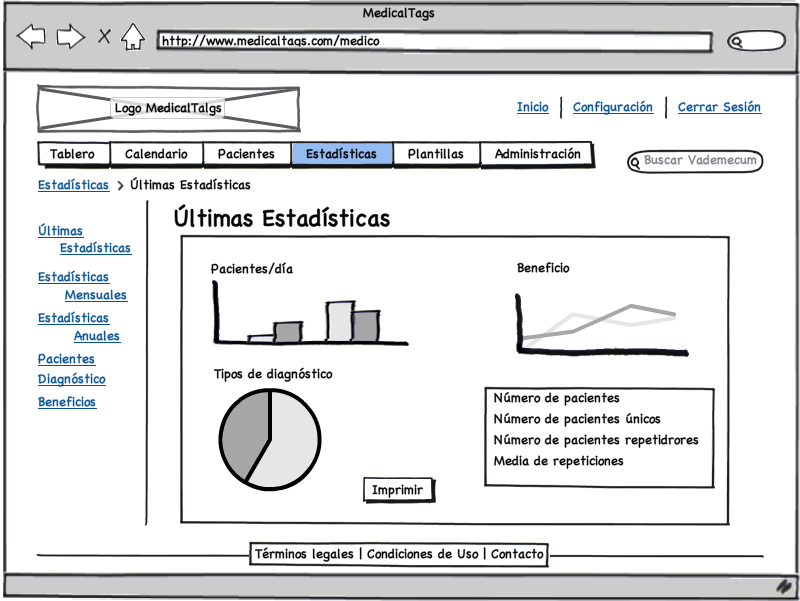 MedicalTags
http://www.medicaltags.com/medico
Logo MedicalTalgs
Inicio
Configuración
Cerrar Sesión
Tablero
Calendario
Pacientes
Estadísticas
Plantillas
Administración
Buscar Vademecum
Estadísticas > Últimas Estadísticas
Últimas
Estadísticas
Estadísticas
Mensuales
Estadísticas
Anuales
Pacientes
Diagnóstico
Beneficios
Últimas Estadísticas
Pacientes/día
Beneficio
Tipos de diagnóstico
Número de pacientes
Número de pacientes únicos
Número de pacientes repetidrores
Media de repeticiones
Imprimir
Términos legales | Condiciones de Uso | Contacto